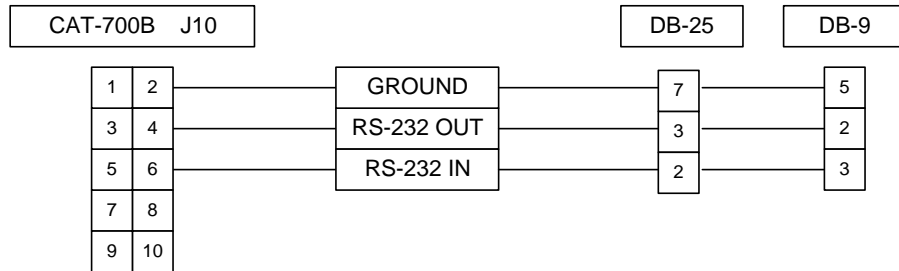 CAT-700B J10 DB-25 DB-9
1 2 GROUND 7 5
3 4 RS-232 OUT 3 2
5 6 RS-232 IN 2 3
7 8
9 10